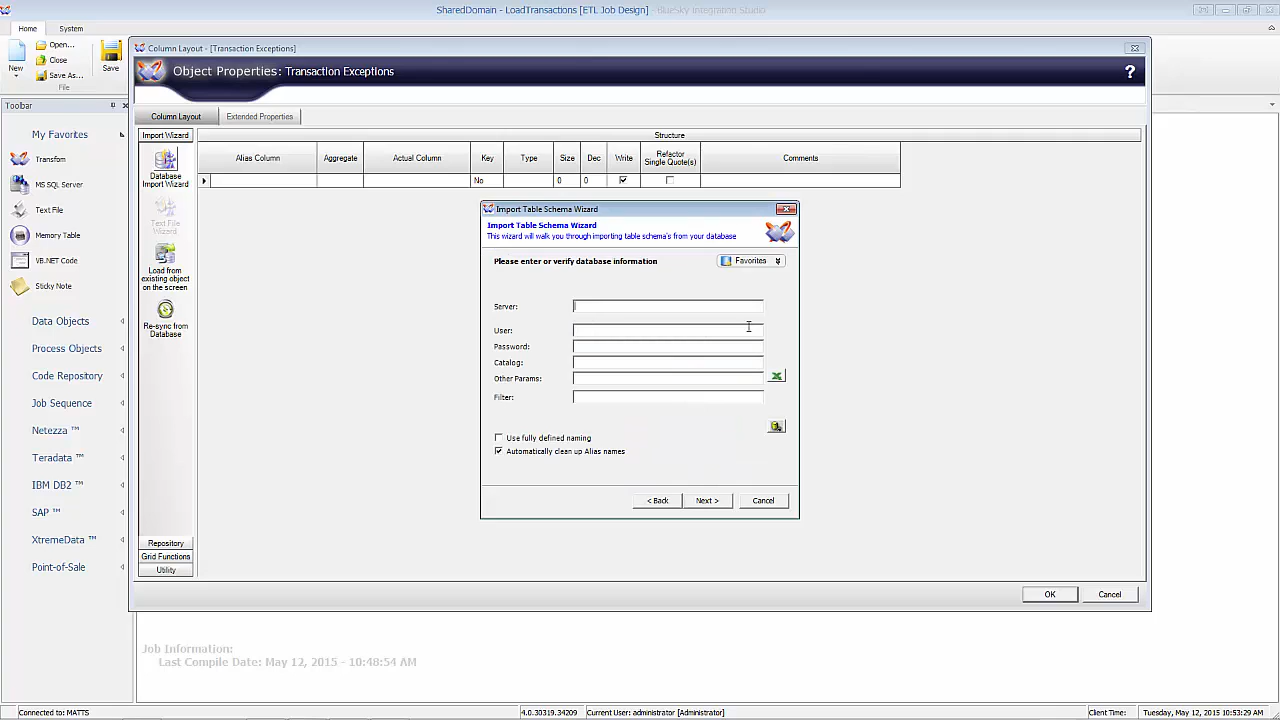 SharedDomain - LoadTransactions [ETL Job Design] - BlueSky Integration Studio
Home System
New
Open...
Close
Save As...
Save
File
Toolbar
My Favorites
Transfom
MS SQL Server
Text File
Memory Table
VB.NET Code
Sticky Note
Data Objects
Process Objects
Code Repository
Job Sequence
Netezza ™
Teradata ™
IBM DB2 ™
SAP ™
XtremeData ™
Point-of-Sale
Column Layout - [Transaction Exceptions]
Object Properties: Transaction Exceptions
?
Column Layout Extended Properties
Import Wizard
Database
Import Wizard
Text File
Wizard
Load from
existing object
on the screen
Re-sync from
Database
Repository
Grid Functions
Utility
Structure
Alias Column Aggregate Actual Column Key Type Size Dec Write Refactor Single Quote(s) Comments
No 0 0
Import Table Schema Wizard
Import Table Schema Wizard
This wizard will walk you through importing table schema's from your database
Please enter or verify database information
Favorites
Server:
User:
Password:
Catalog:
Other Params:
Filter:
Use fully defined naming
Automatically clean up Alias names
< Back Next > Cancel
OK Cancel
Job Information:
Last Compile Date: May 12, 2015 - 10:48:54 AM
Connected to: MATTS 4.0.30319.34209 Current User: administrator [Administrator] Client Time: Tuesday, May 12, 2015 10:53:29 AM